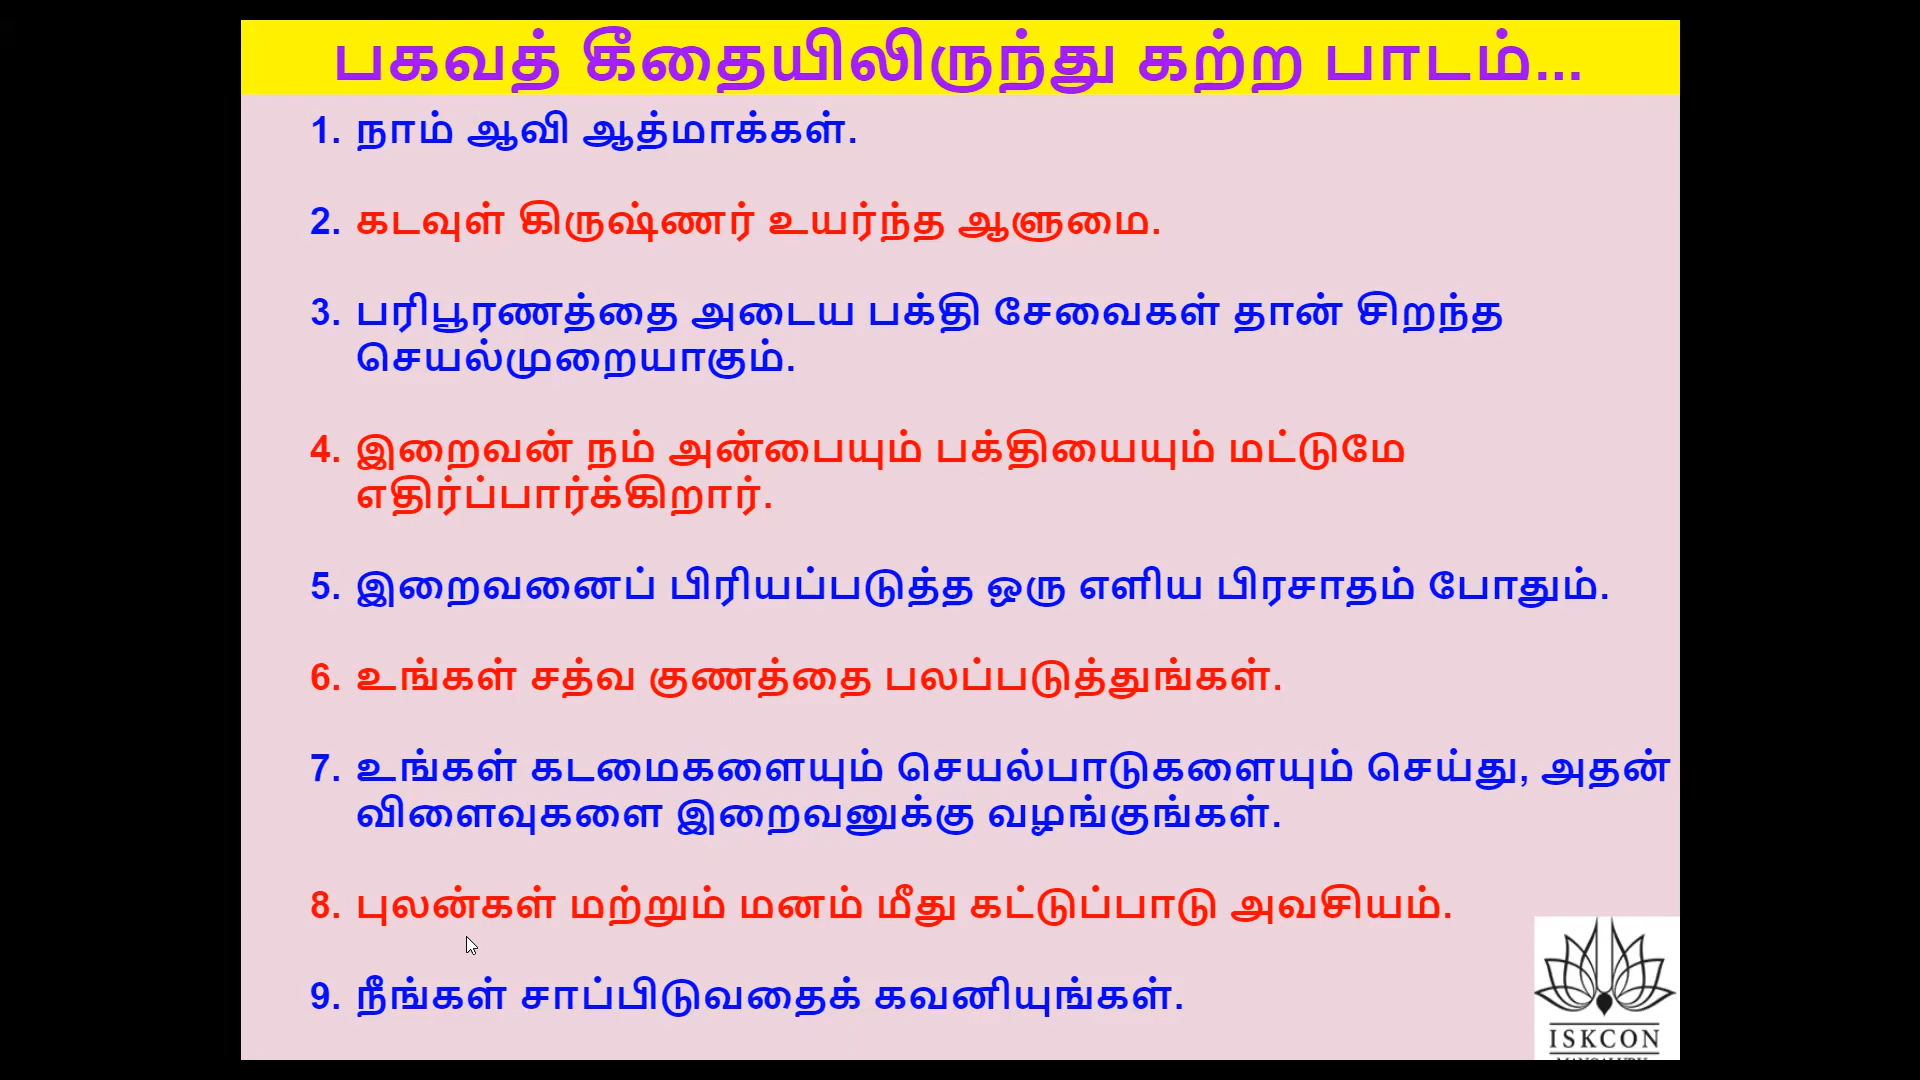 பகவத் கீதையிலிருந்து கற்ற பாடம்...
1. நாம் ஆவி ஆத்மாக்கள்.
2. கடவுள் கிருஷ்ணர் உயர்ந்த ஆளுமை.
3. பரிபூரணத்தை அடைய பக்தி சேவைகள் தான் சிறந்த
செயல்முறையாகும்.
4. இறைவன் நம் அன்பையும் பக்தியையும் மட்டுமே
எதிர்ப்பார்க்கிறார்.
5. இறைவனைப் பிரியப்படுத்த ஒரு எளிய பிரசாதம் போதும்.
6. உங்கள் சத்வ குணத்தை பலப்படுத்துங்கள்.
7. உங்கள் கடமைகளையும் செயல்பாடுகளையும் செய்து, அதன்
விளைவுகளை இறைவனுக்கு வழங்குங்கள்.
8. புலன்கள் மற்றும் மனம் மீது கட்டுப்பாடு அவசியம்.
9. நீங்கள் சாப்பிடுவதைக் கவனியுங்கள்.
ISKCON